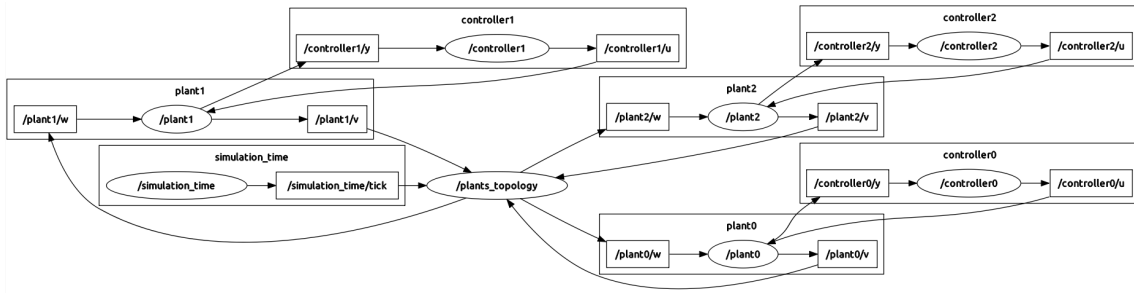 controller1
/controller1/y
/controller1
/controller1/u
controller2
/controller2/y
/controller2
/controller2/u
plant1
/plant1/w
/plant1
/plant1/v
plant2
/plant2/w
/plant2
/plant2/v
simulation_time
/simulation_time
/simulation_time/tick
/plants_topology
controller0
/controller0/y
/controller0
/controller0/u
plant0
/plant0/w
/plant0
/plant0/v